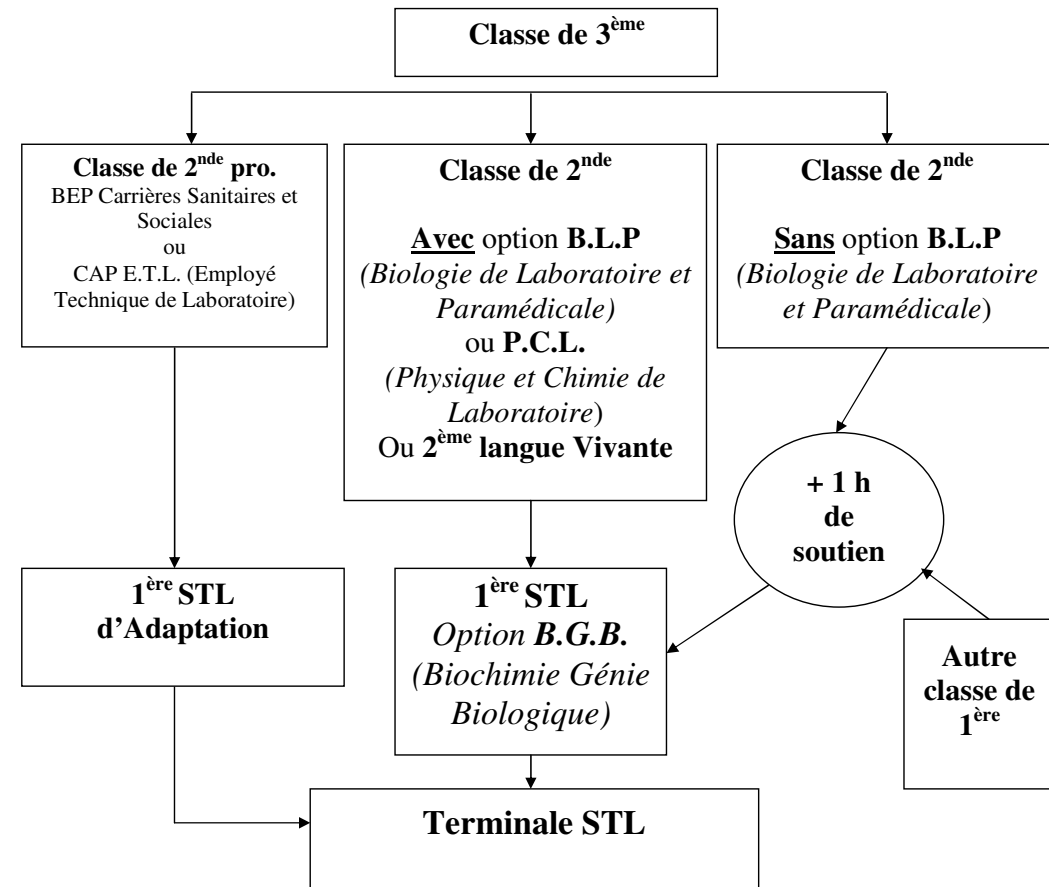 Classe de 3ème
Classe de 2nde pro.
BEP Carrières Sanitaires et
Sociales
ou
CAP E.T.L. (Employé
Technique de Laboratoire)
Classe de 2nde
Avec option B.L.P
(Biologie de Laboratoire et
Paramédicale)
ou P.C.L.
(Physique et Chimie de
Laboratoire)
Ou 2ème langue Vivante
Classe de 2nde
Sans option B.L.P
(Biologie de Laboratoire
et Paramédicale)
+ 1 h
de
soutien
1ère STL
d’Adaptation
1ère STL
Option B.G.B.
(Biochimie Génie
Biologique)
Autre
classe de
1ère
Terminale STL